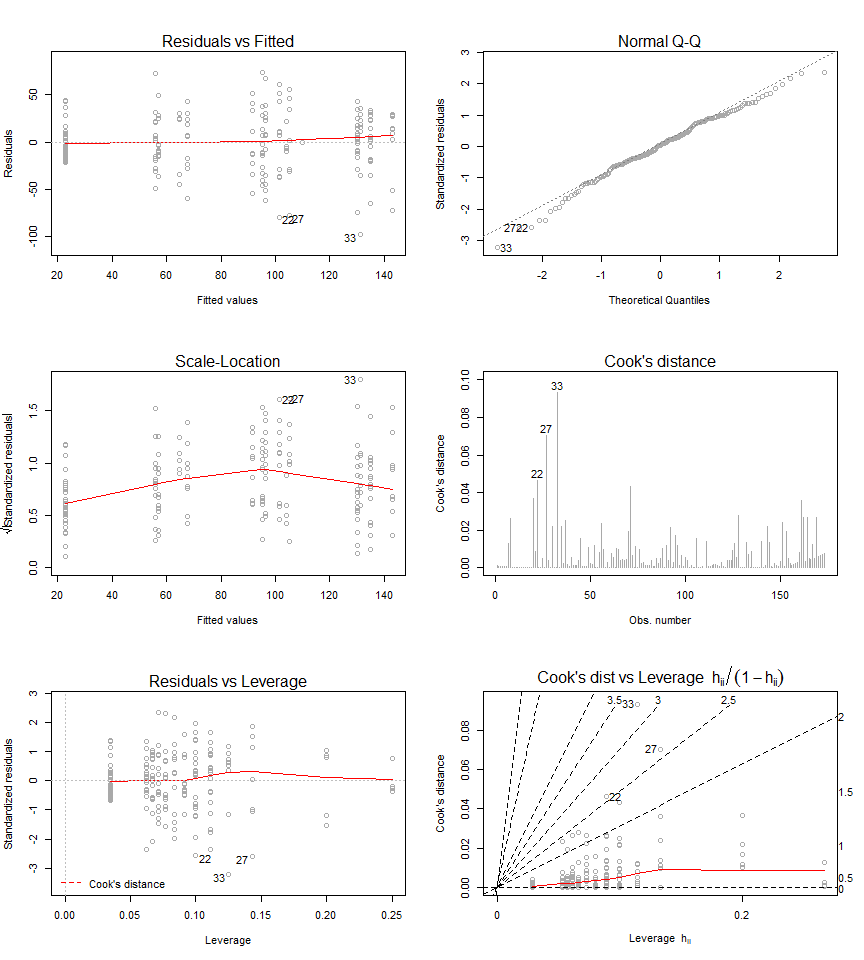 Residuals vs Fitted
Residuals
50
0
-50
-100
22
27
33
20 40 60 80 100 120 140
Fitted values
Normal Q-Q
Standardized residuals
3
2
1
0
-1
-2
-3
27 22
33
-2 -1 0 1 2
Theoretical Quantiles
Scale-Location
√|Standardized residuals|
1.5
1.0
0.5
0.0
33
22
27
20 40 60 80 100 120 140
Fitted values
Cook's distance
Cook's distance
0.10
0.08
0.06
0.04
0.02
0.00
33
27
22
0 50 100 150
Obs. number
Residuals vs Leverage
Standardized residuals
3
2
1
0
-1
-2
-3
22
27
33
Cook's distance
0.00 0.05 0.10 0.15 0.20 0.25
Leverage
Cook's dist vs Leverage hii/(1−hii)
Cook's distance
0.08
0.06
0.04
0.02
0.00
3.5 33 3 2.5
2
27
22
1.5
1
0.5
0
0 0.2
Leverage hii